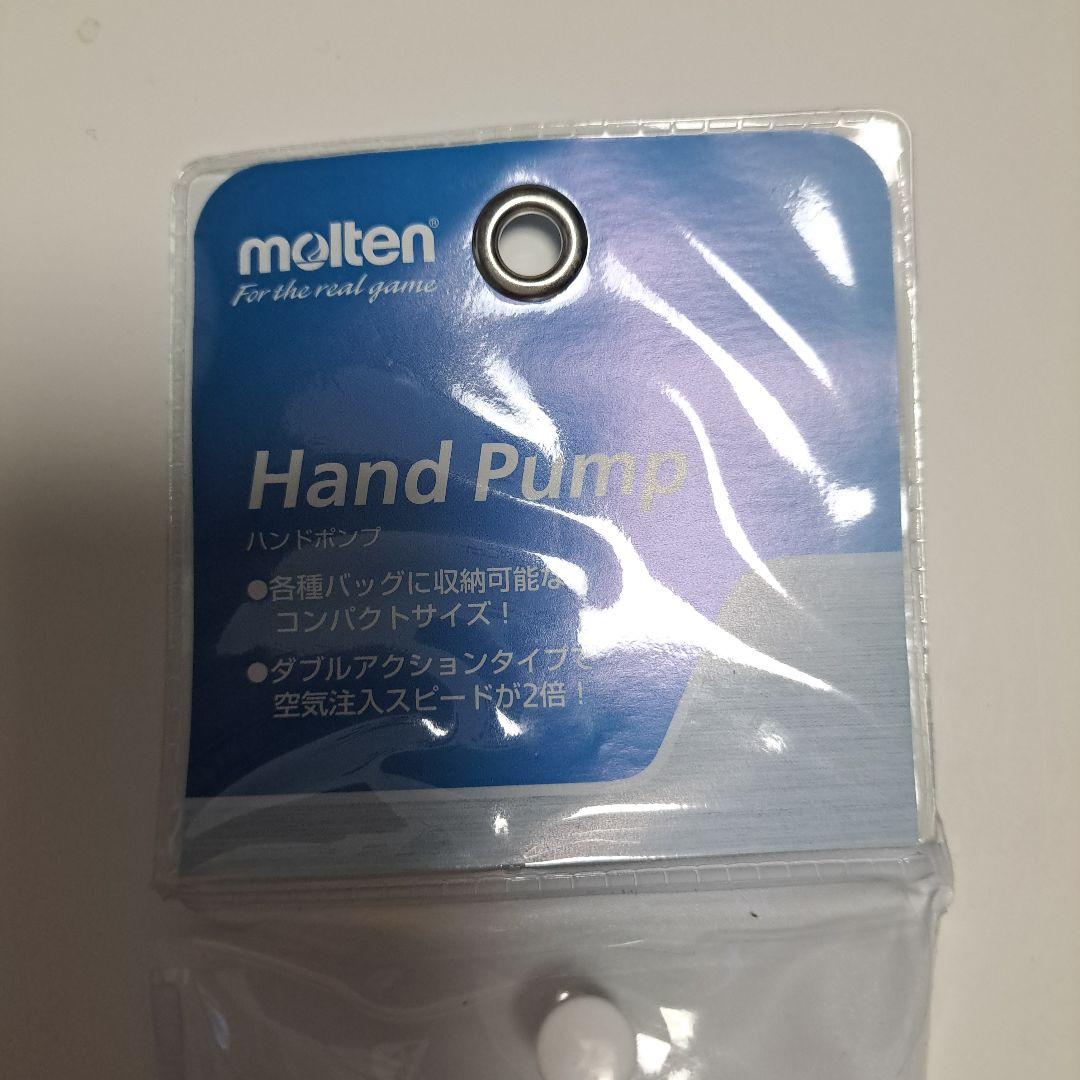 molten®
For the real game
Hand Pump
ハンドポンプ
●各種バッグに収納可能な
コンパクトサイズ！
●ダブルアクションタイプで
空気注入スピードが2倍！